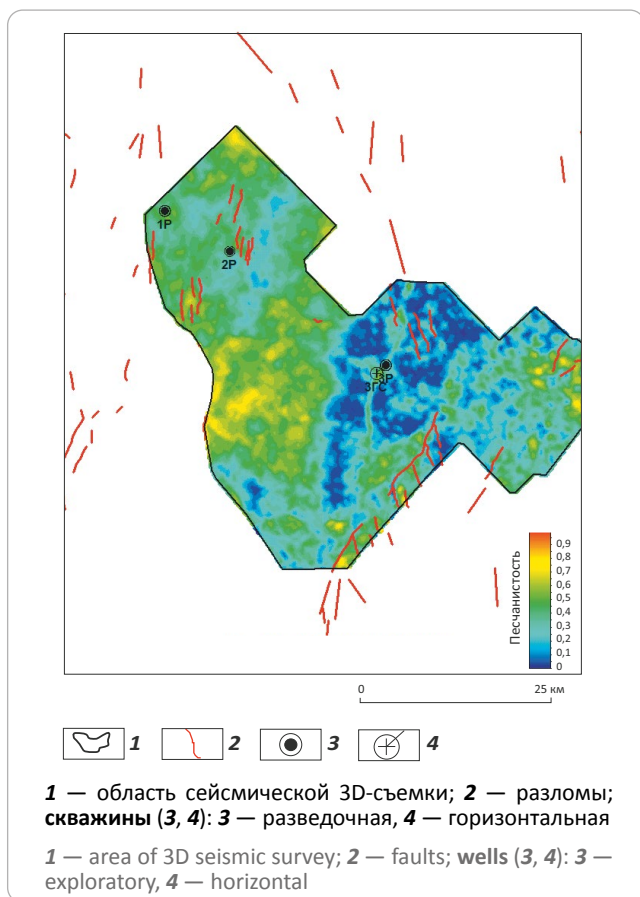 1P
2P
3P
3ГС
Песчанистость
0,9
0,8
0,7
0,6
0,5
0,4
0,3
0,2
0,1
0
0 25 км
1 2 3 4
1 — область сейсмической 3D-съемки; 2 — разломы;
скважины (3, 4): 3 — разведочная, 4 — горизонтальная
1 — area of 3D seismic survey; 2 — faults; wells (3, 4): 3 —
exploratory, 4 — horizontal